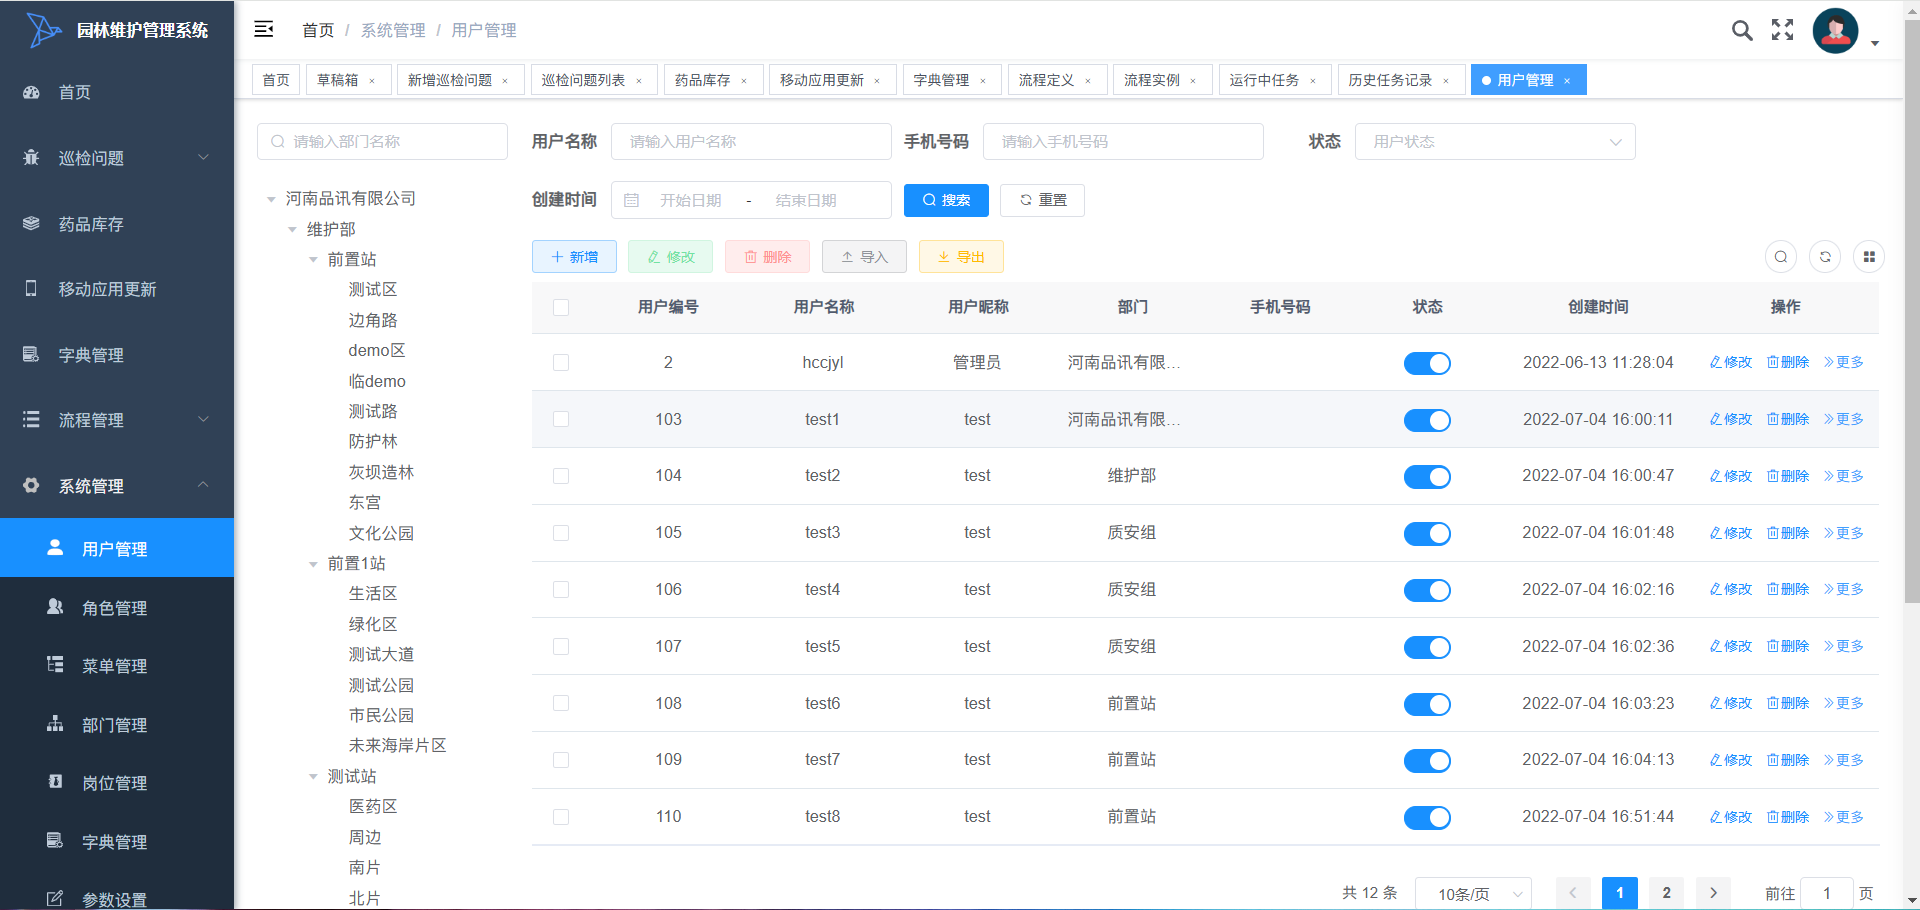 园林维护管理系统
首页
巡检问题
药品库存
移动应用更新
字典管理
流程管理
系统管理
用户管理
角色管理
菜单管理
部门管理
岗位管理
字典管理
参数设置
首页 / 系统管理 / 用户管理
首页 草稿箱 × 新增巡检问题 × 巡检问题列表 × 药品库存 × 移动应用更新 × 字典管理 × 流程定义 × 流程实例 × 运行中任务 × 历史任务记录 × 用户管理 ×
请输入部门名称
河南品讯有限公司
维护部
前置站
测试区
边角路
demo区
临demo
测试路
防护林
灰坝造林
东宫
文化公园
前置1站
生活区
绿化区
测试大道
测试公园
市民公园
未来海岸片区
测试站
医药区
周边
南片
北片
用户名称 请输入用户名称 手机号码 请输入手机号码 状态 用户状态
创建时间 开始日期 - 结束日期 搜索 重置
新增 修改 删除 导入 导出
用户编号 用户名称 用户昵称 部门 手机号码 状态 创建时间 操作
2 hccjyl 管理员 河南品讯有限... 2022-06-13 11:28:04 修改 删除 更多
103 test1 test 河南品讯有限... 2022-07-04 16:00:11 修改 删除 更多
104 test2 test 维护部 2022-07-04 16:00:47 修改 删除 更多
105 test3 test 质安组 2022-07-04 16:01:48 修改 删除 更多
106 test4 test 质安组 2022-07-04 16:02:16 修改 删除 更多
107 test5 test 质安组 2022-07-04 16:02:36 修改 删除 更多
108 test6 test 前置站 2022-07-04 16:03:23 修改 删除 更多
109 test7 test 前置站 2022-07-04 16:04:13 修改 删除 更多
110 test8 test 前置站 2022-07-04 16:51:44 修改 删除 更多
共 12 条 10条/页 1 2 前往 1 页